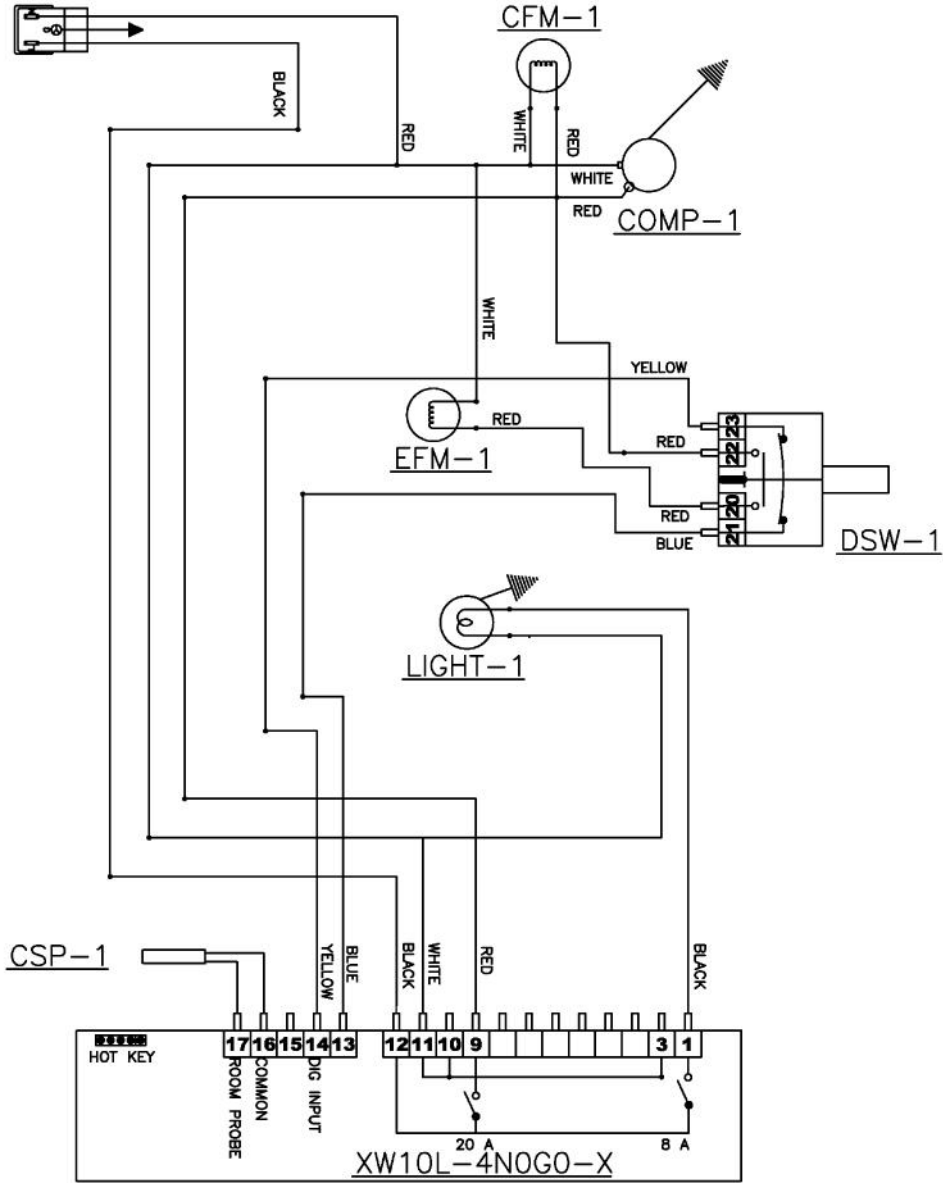 CFM-1
BLACK
RED
WHITE
RED
WHITE
RED
COMP-1
WHITE
YELLOW
RED
EFM-1
23
22
20
21
RED
RED
BLUE
DSW-1
LIGHT-1
CSP-1
YELLOW
BLUE
BLACK
WHITE
RED
BLACK
HOT KEY
17 16 15 14 13 12 11 10 9 3 1
ROOM PROBE
COMMON
DIG INPUT
20 A
8 A
XW10L-4N0G0-X